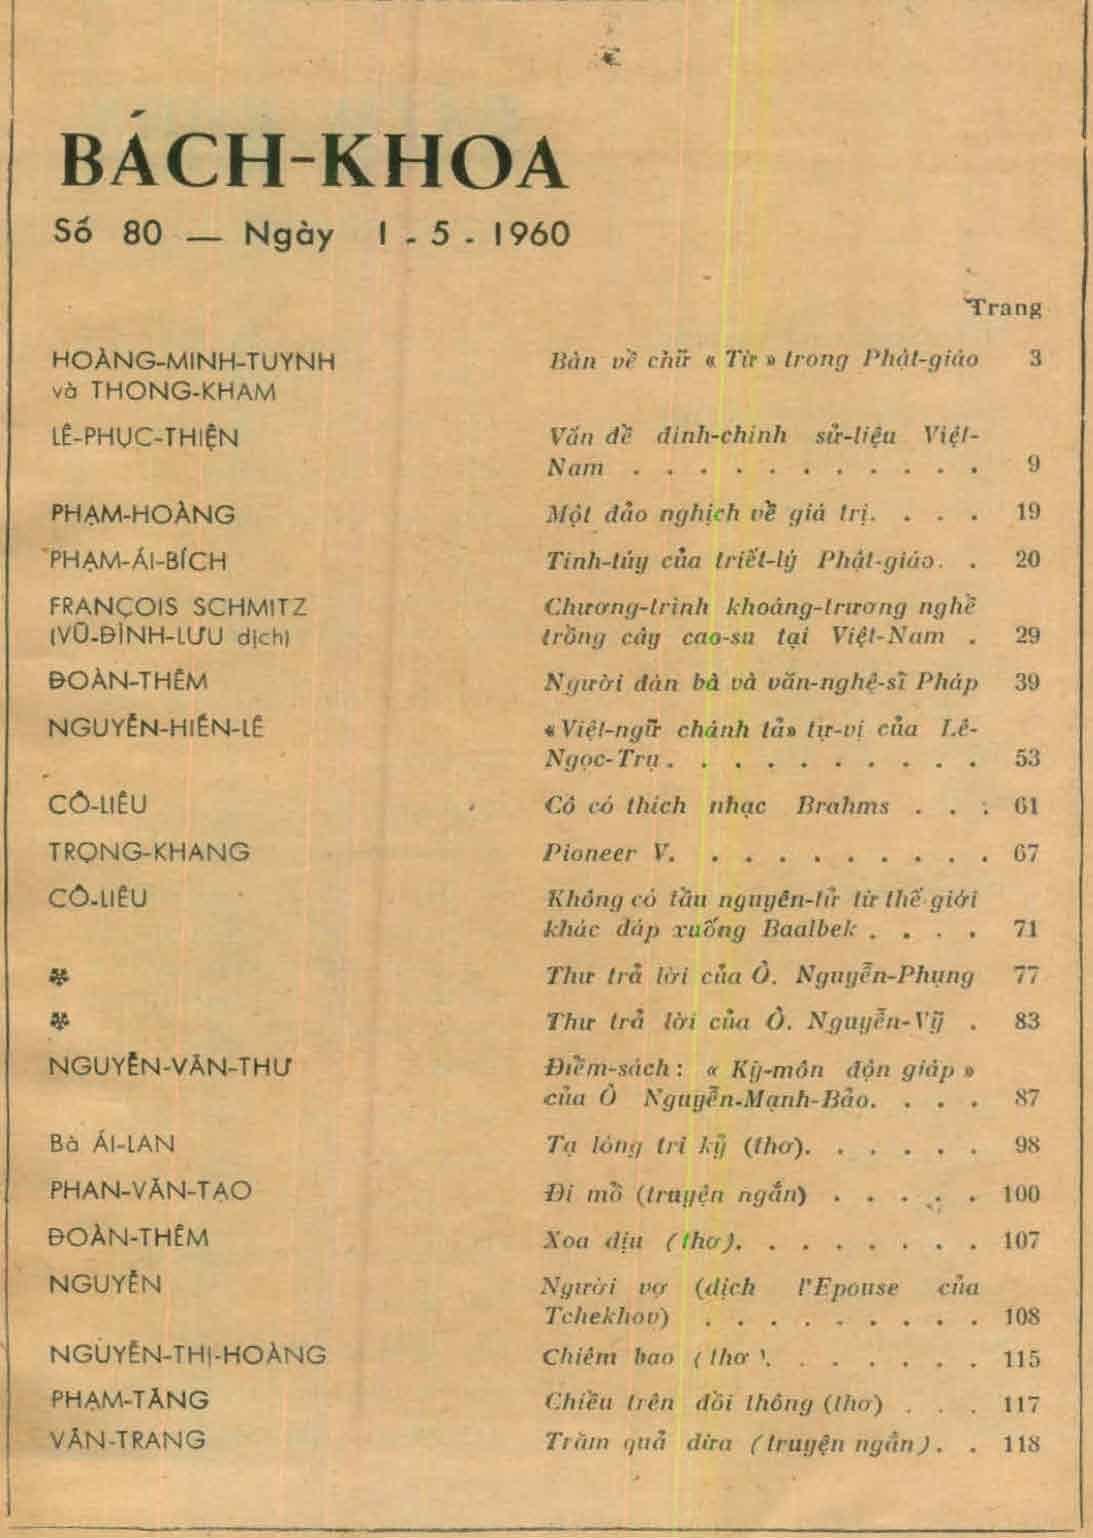 BÁCH-KHOA
Số 80 — Ngày 1 - 5 - 1960
Trang
HOÀNG-MINH-TUYNH Bàn về chữ « Từ » trong Phật-giáo 3
và THONG-KHAM
LÊ-PHỤC-THIỆN Vấn đề đính-chính sử-liệu Việt-
Nam . . . . . . . . . . . 9
PHẠM-HOÀNG Một đảo nghịch về giá trị. . . . 19
PHẠM-ÁI-BÍCH Tinh-túy của triết-lý Phật-giáo. . 20
FRANÇOIS SCHMITZ Chương-trình khoáng-trương nghề
(VŨ-ĐÌNH-LƯU dịch) trồng cây cao-su tại Việt-Nam . 29
ĐOÀN-THÊM Người đàn bà và văn-nghệ-sĩ Pháp 39
NGUYỄN-HIẾN-LÊ « Việt-ngữ chánh tả» tự-vị của Lê-
Ngọc-Trụ . . . . . . . . . . 53
CÔ-LIÊU Cô có thích nhạc Brahms . . . 61
TRỌNG-KHANG Pioneer V. . . . . . . . . . 67
CÔ-LIÊU Không có tầu nguyên-tử từ thế giới
khác đáp xuống Baalbek . . . . 71
✽ Thư trả lời của Ô. Nguyễn-Phụng 77
✽ Thư trả lời của Ô. Nguyễn-Vỹ . 83
NGUYỄN-VĂN-THƯ Điểm-sách : « Kỳ-môn độn giáp »
của Ô Nguyễn-Mạnh-Bảo. . . . 87
Bà ÁI-LAN Tạ lòng tri kỷ (thơ). . . . . . 98
PHAN-VĂN-TẠO Đi mồ (truyện ngắn) . . . . . 100
ĐOÀN-THÊM Xoa dịu (thơ). . . . . . . . 107
NGUYỄN Người vợ (dịch l'Epouse của
Tchekhov) . . . . . . . . . 108
NGUYỄN-THỊ-HOÀNG Chiêm bao (thơ). . . . . . . 115
PHẠM-TĂNG Chiều trên đồi thông (thơ) . . . 117
VÂN-TRANG Trăm quả dừa (truyện ngắn). . 118